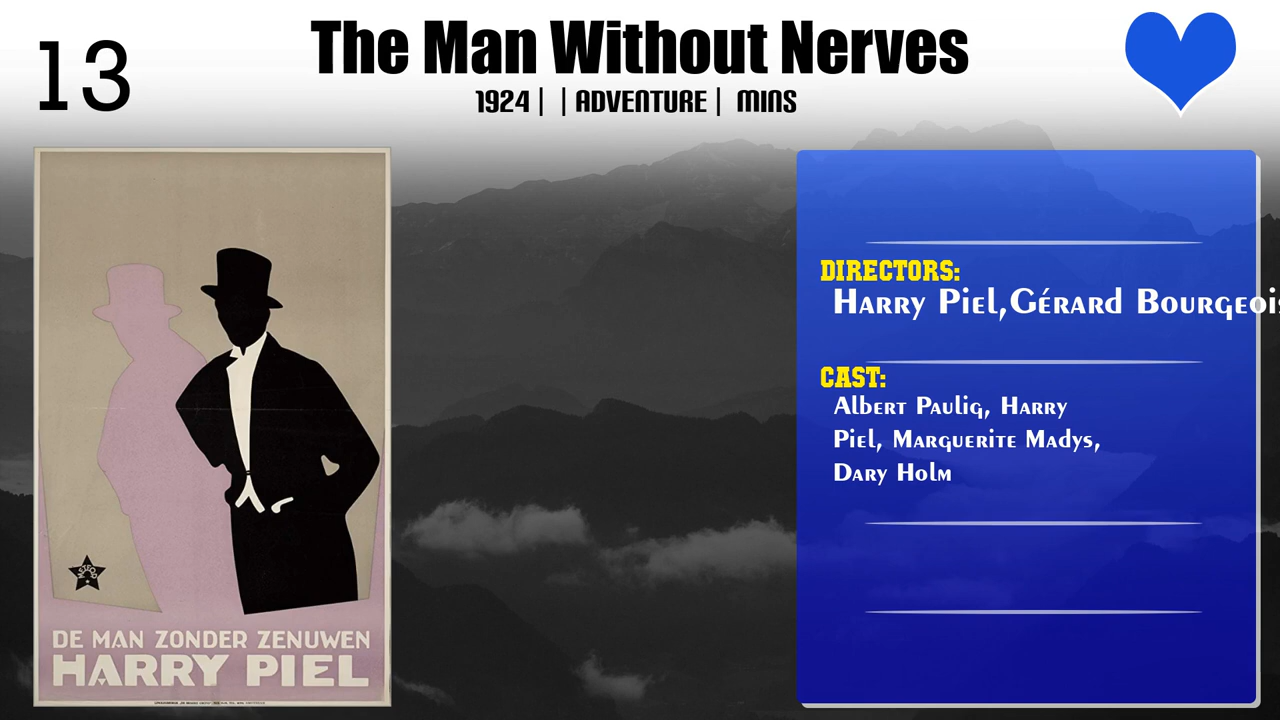 13
The Man Without Nerves
1924 | | ADVENTURE | MINS
DIRECTORS:
Harry Piel,Gérard Bourgeois
CAST:
Albert Paulig, Harry
Piel, Marguerite Madys,
Dary Holm
DE MAN ZONDER ZENUWEN
HARRY PIEL